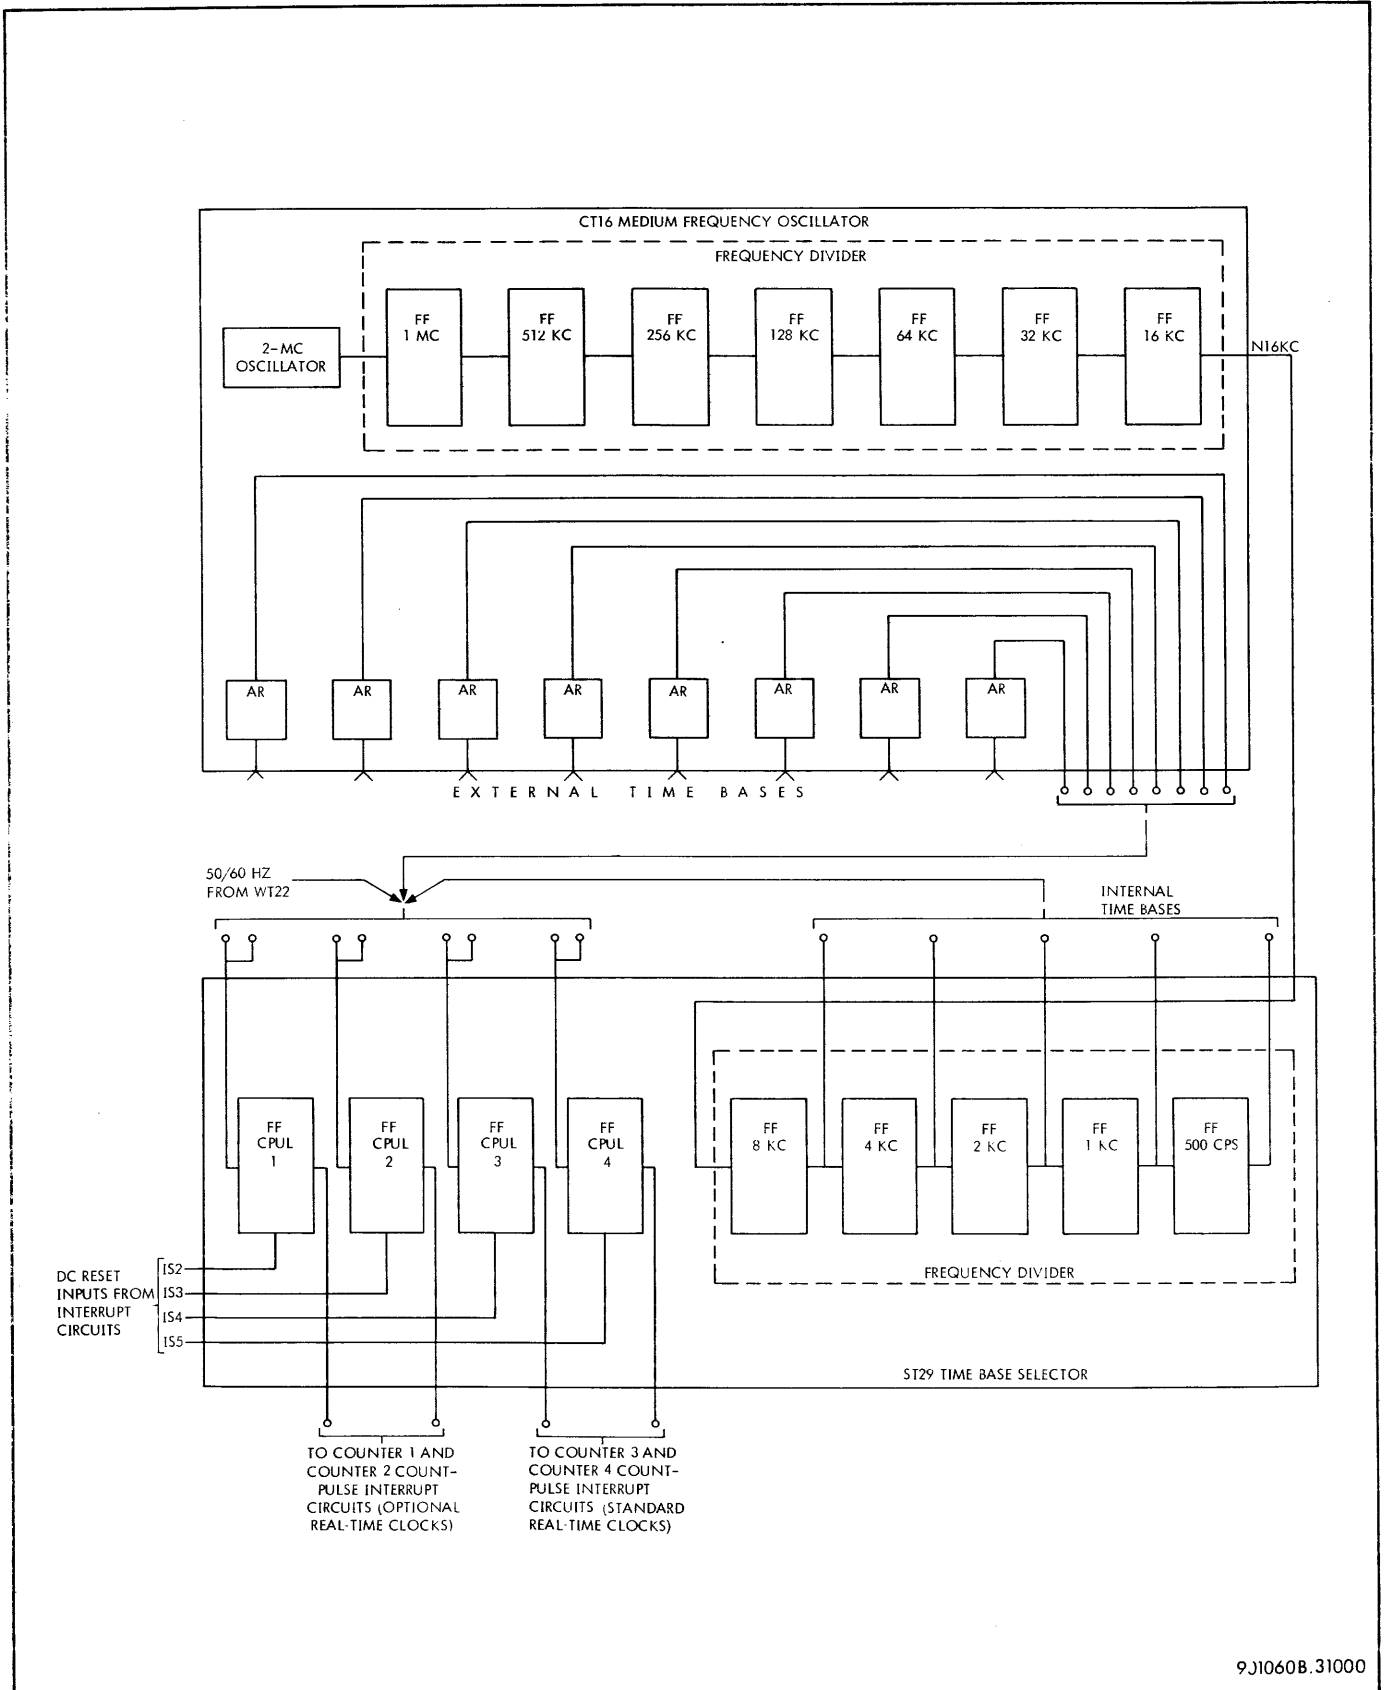 CT16 MEDIUM FREQUENCY OSCILLATOR
FREQUENCY DIVIDER
2-MC
OSCILLATOR
FF
1 MC
FF
512 KC
FF
256 KC
FF
128 KC
FF
64 KC
FF
32 KC
FF
16 KC
N16KC
AR
AR
AR
AR
AR
AR
AR
AR
EXTERNAL TIME BASES
50/60 HZ
FROM WT22
INTERNAL
TIME BASES
FF
CPUL
1
FF
CPUL
2
FF
CPUL
3
FF
CPUL
4
FF
8 KC
FF
4 KC
FF
2 KC
FF
1 KC
FF
500 CPS
FREQUENCY DIVIDER
DC RESET
INPUTS FROM
INTERRUPT
CIRCUITS
IS2
IS3
IS4
IS5
ST29 TIME BASE SELECTOR
TO COUNTER 1 AND
COUNTER 2 COUNT-
PULSE INTERRUPT
CIRCUITS (OPTIONAL
REAL-TIME CLOCKS)
TO COUNTER 3 AND
COUNTER 4 COUNT-
PULSE INTERRUPT
CIRCUITS (STANDARD
REAL-TIME CLOCKS)
9J1060B.31000